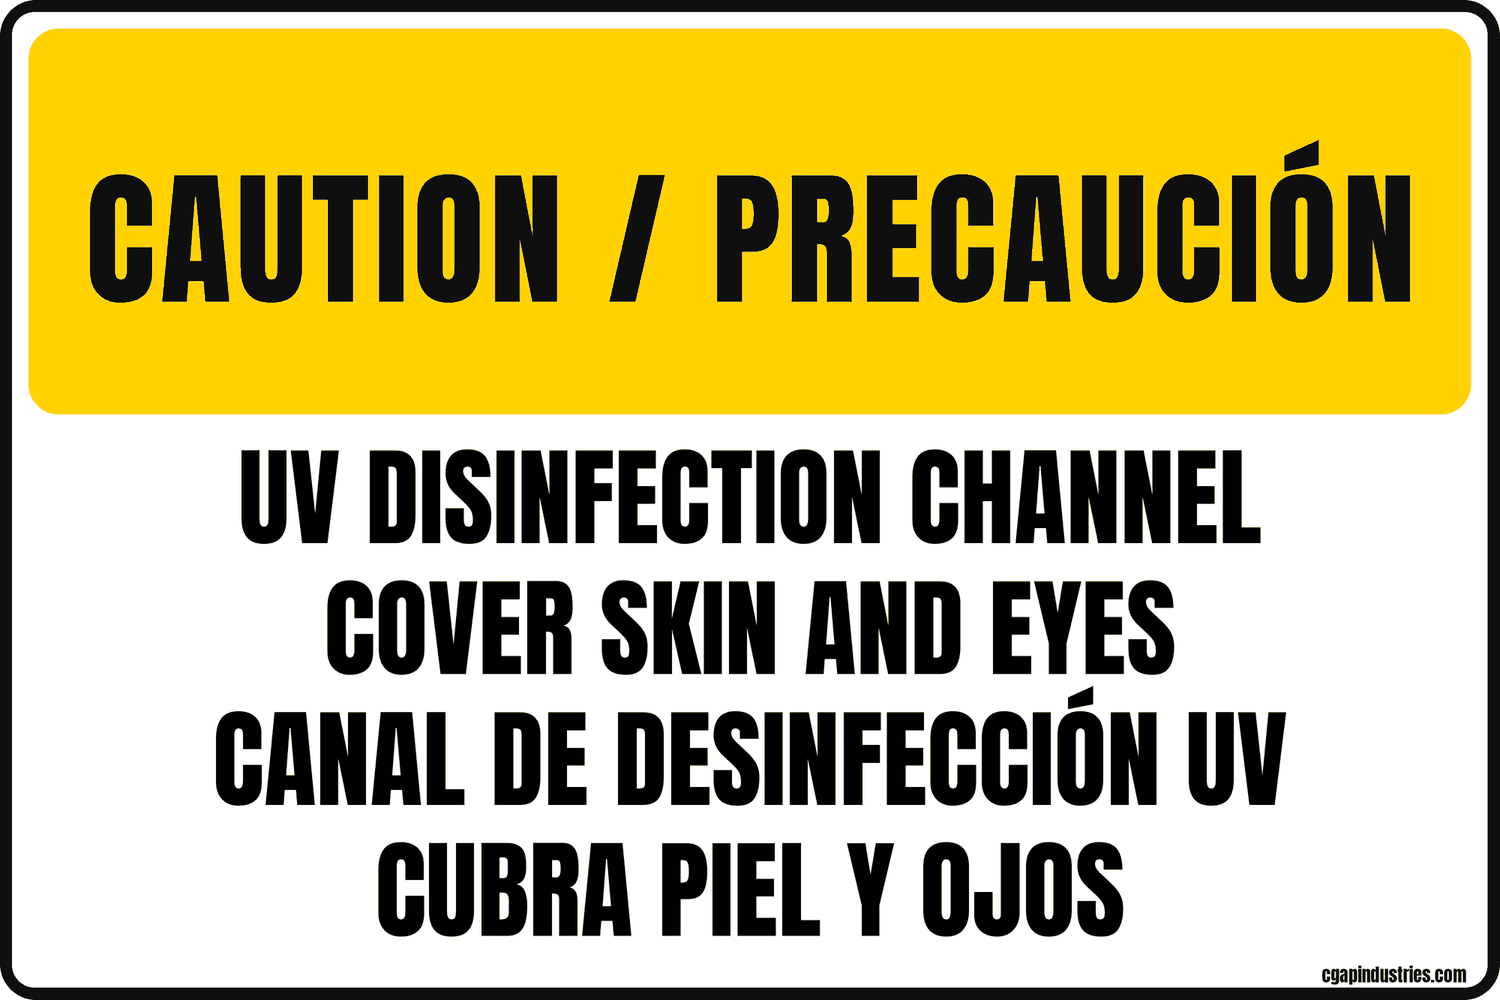 CAUTION / PRECAUCIÓN
UV DISINFECTION CHANNEL
COVER SKIN AND EYES
CANAL DE DESINFECCIÓN UV
CUBRA PIEL Y OJOS
cgapindustries.com